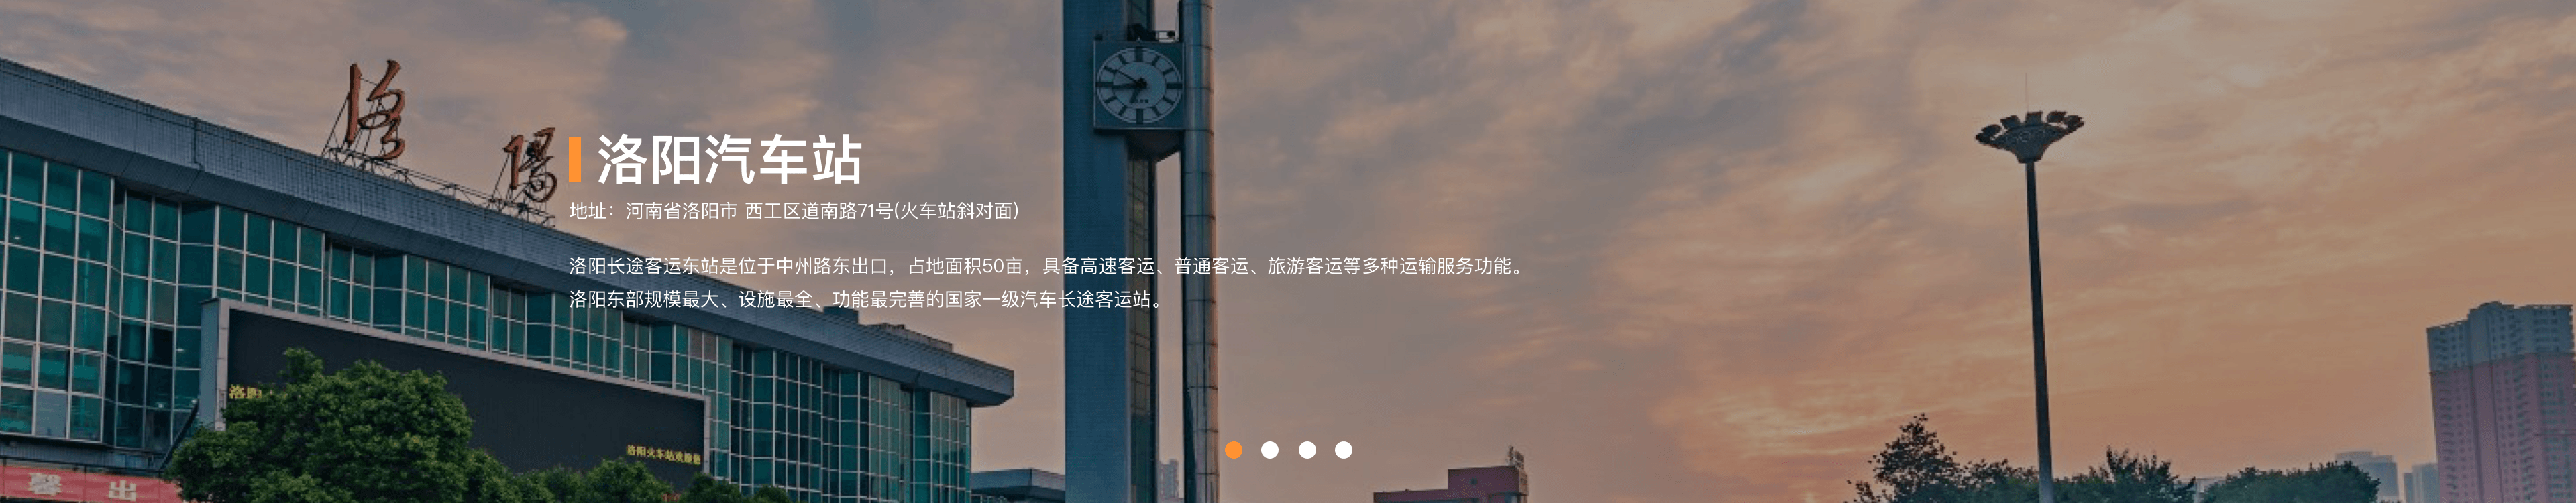 洛陽
洛阳汽车站
地址：河南省洛阳市 西工区道南路71号(火车站斜对面)
洛阳长途客运东站是位于中州路东出口，占地面积50亩，具备高速客运、普通客运、旅游客运等多种运输服务功能。
洛阳东部规模最大、设施最全、功能最完善的国家一级汽车长途客运站。
洛阳
洛阳火车站欢迎您
出